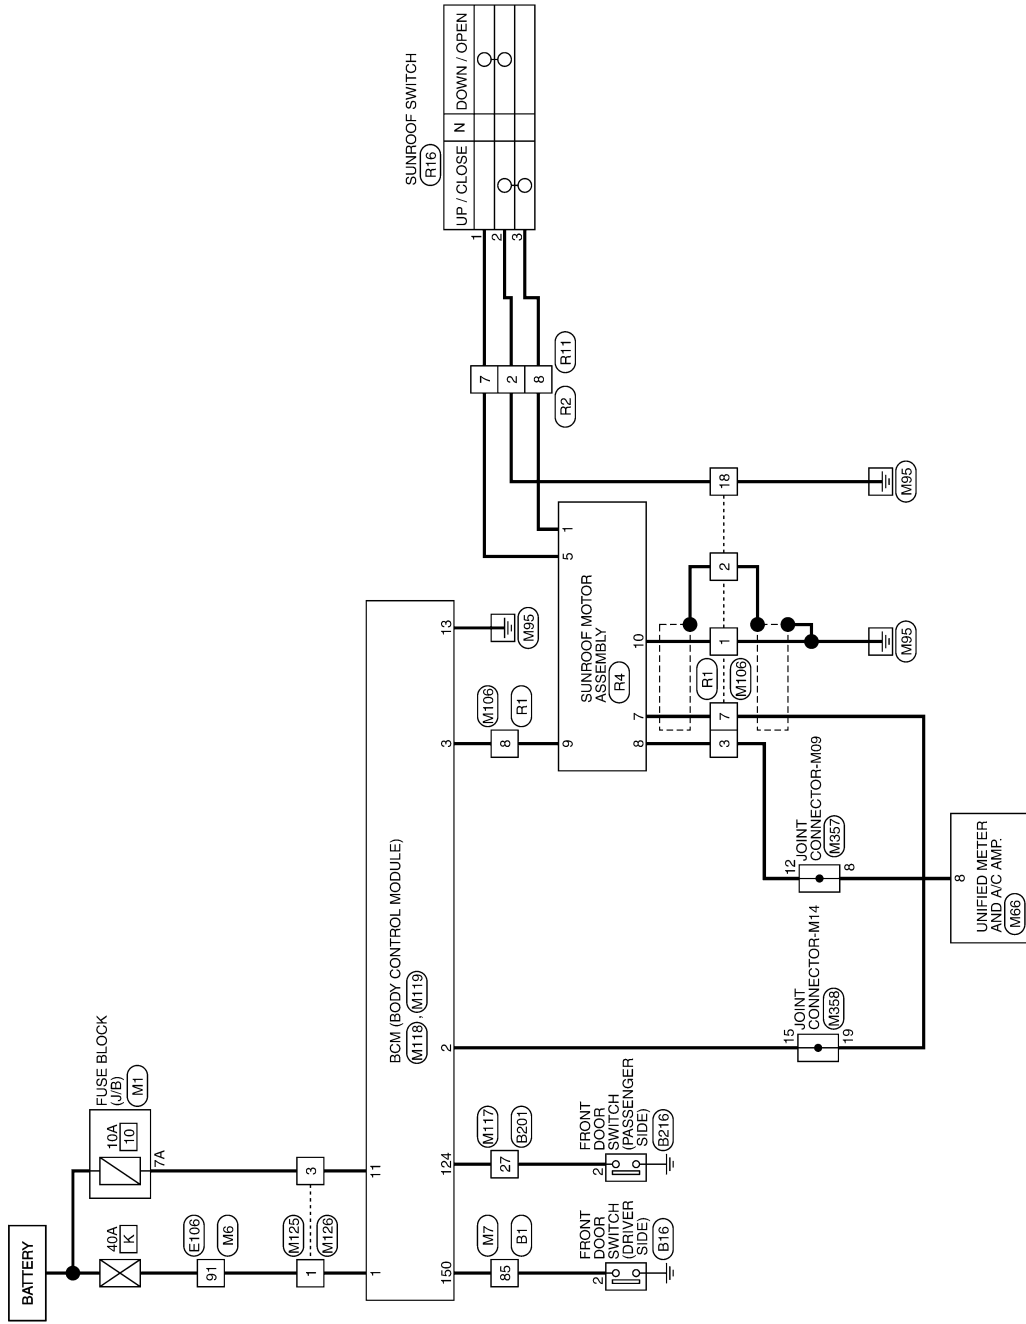 BATTERY
40A
K
E106
M6
91
M125
M126
1
1
FUSE BLOCK
(J/B)
M1
10A
10
7A
3
11
BCM (BODY CONTROL MODULE)
M118 , M119
150
124
2
3
13
M7
B1
85
FRONT
DOOR
SWITCH
(DRIVER
SIDE)
2
B16
M117
B201
27
FRONT
DOOR
SWITCH
(PASSENGER
SIDE)
2
B216
15
JOINT
CONNECTOR-M14
M358
19
M106
R1
8
9
M95
SUNROOF MOTOR
ASSEMBLY
R4
5
1
8
7
10
R1
M106
3
7
1
2
18
M95
M95
12
JOINT
CONNECTOR-M09
M357
8
8
UNIFIED METER
AND A/C AMP.
M66
SUNROOF SWITCH
R16
UP / CLOSE
N
DOWN / OPEN
1
2
3
7
2
8
R2
R11